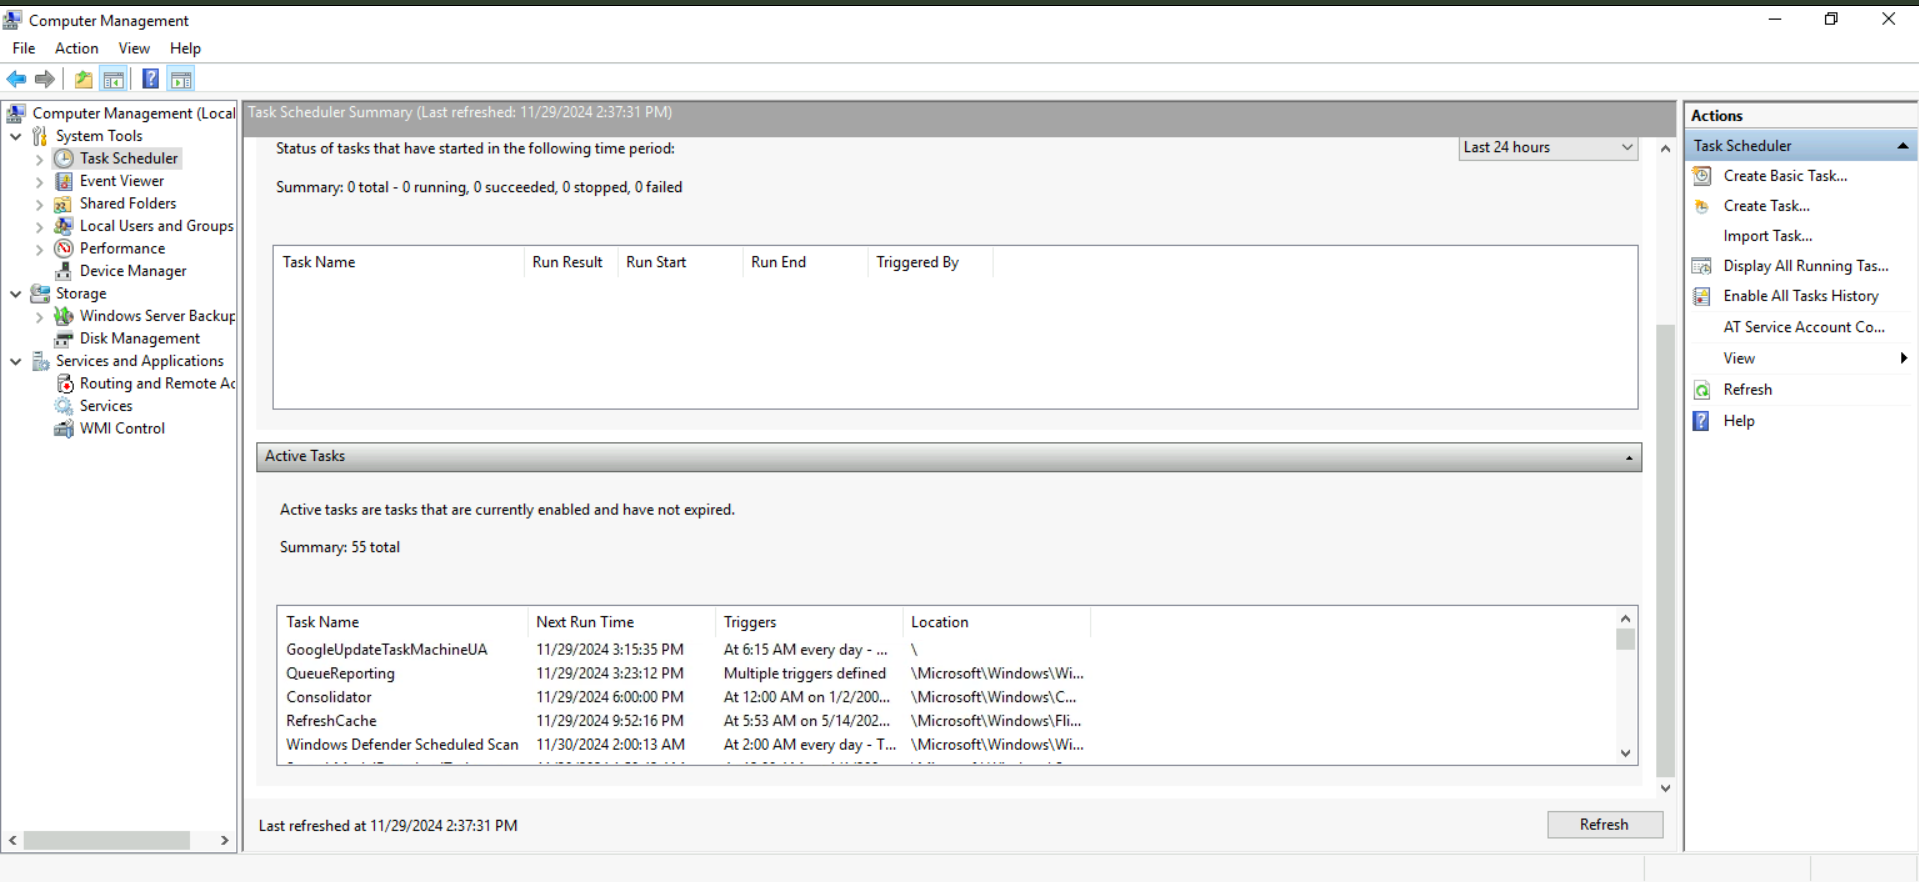 Computer Management
File Action View Help
Computer Management (Local
System Tools
Task Scheduler
Event Viewer
Shared Folders
Local Users and Groups
Performance
Device Manager
Storage
Windows Server Backup
Disk Management
Services and Applications
Routing and Remote Ac
Services
WMI Control
Task Scheduler Summary (Last refreshed: 11/29/2024 2:37:31 PM)
Status of tasks that have started in the following time period:
Last 24 hours
Summary: 0 total - 0 running, 0 succeeded, 0 stopped, 0 failed
Task Name Run Result Run Start Run End Triggered By
Active Tasks
Active tasks are tasks that are currently enabled and have not expired.
Summary: 55 total
Task Name Next Run Time Triggers Location
GoogleUpdateTaskMachineUA 11/29/2024 3:15:35 PM At 6:15 AM every day - ... \
QueueReporting 11/29/2024 3:23:12 PM Multiple triggers defined \Microsoft\Windows\Wi...
Consolidator 11/29/2024 6:00:00 PM At 12:00 AM on 1/2/200... \Microsoft\Windows\C...
RefreshCache 11/29/2024 9:52:16 PM At 5:53 AM on 5/14/202... \Microsoft\Windows\Fli...
Windows Defender Scheduled Scan 11/30/2024 2:00:13 AM At 2:00 AM every day - T... \Microsoft\Windows\Wi...
Last refreshed at 11/29/2024 2:37:31 PM
Refresh
Actions
Task Scheduler
Create Basic Task...
Create Task...
Import Task...
Display All Running Tas...
Enable All Tasks History
AT Service Account Co...
View
Refresh
Help